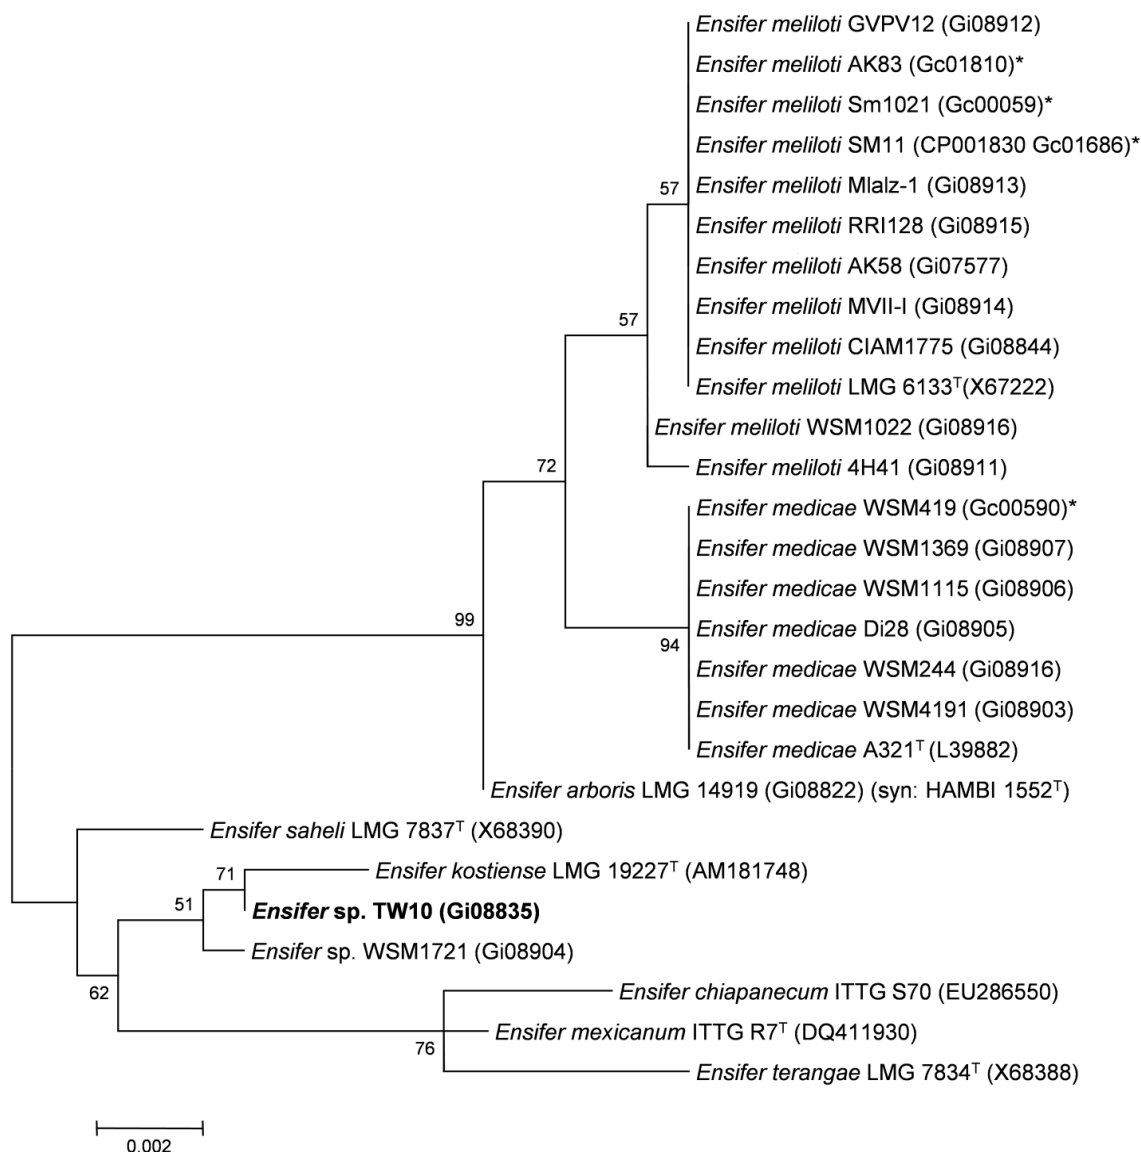 Ensifer meliloti GVPV12 (Gi08912)
Ensifer meliloti AK83 (Gc01810)*
Ensifer meliloti Sm1021 (Gc00059)*
Ensifer meliloti SM11 (CP001830 Gc01686)*
57
Ensifer meliloti Mlalz-1 (Gi08913)
Ensifer meliloti RRI128 (Gi08915)
Ensifer meliloti AK58 (Gi07577)
Ensifer meliloti MVII-I (Gi08914)
57
Ensifer meliloti CIAM1775 (Gi08844)
Ensifer meliloti LMG 6133ᵀ(X67222)
Ensifer meliloti WSM1022 (Gi08916)
72
Ensifer meliloti 4H41 (Gi08911)
Ensifer medicae WSM419 (Gc00590)*
Ensifer medicae WSM1369 (Gi08907)
Ensifer medicae WSM1115 (Gi08906)
99
Ensifer medicae Di28 (Gi08905)
94
Ensifer medicae WSM244 (Gi08916)
Ensifer medicae WSM4191 (Gi08903)
Ensifer medicae A321ᵀ (L39882)
Ensifer arboris LMG 14919 (Gi08822) (syn: HAMBI 1552ᵀ)
Ensifer saheli LMG 7837ᵀ (X68390)
71
Ensifer kostiense LMG 19227ᵀ (AM181748)
51
Ensifer sp. TW10 (Gi08835)
Ensifer sp. WSM1721 (Gi08904)
62
Ensifer chiapanecum ITTG S70 (EU286550)
Ensifer mexicanum ITTG R7ᵀ (DQ411930)
76
Ensifer terangae LMG 7834ᵀ (X68388)
0.002